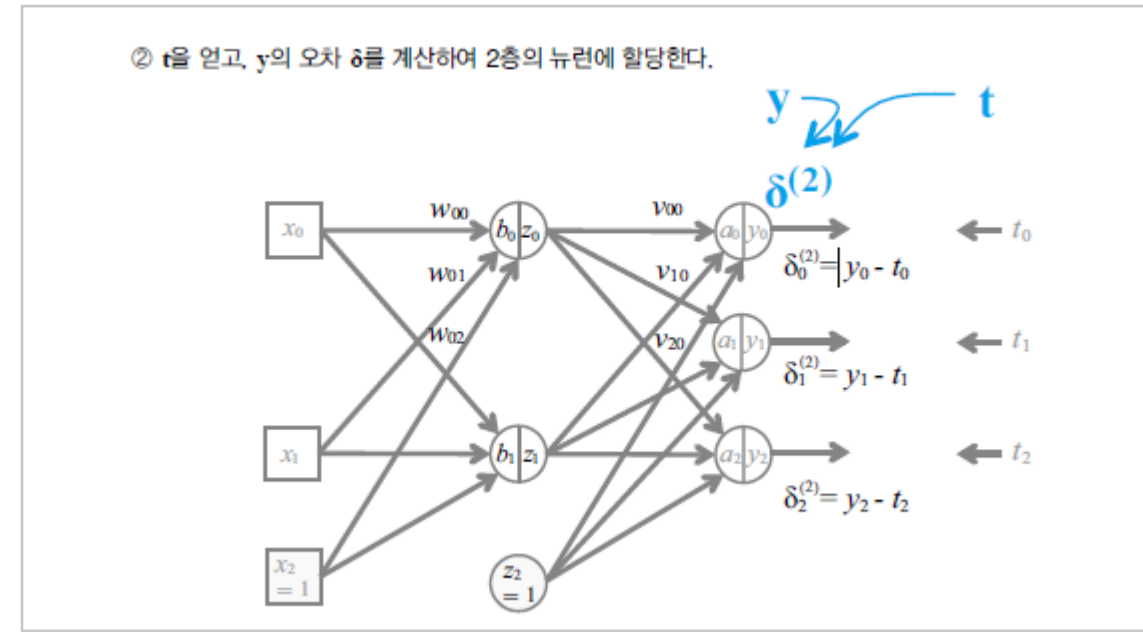 ② t을 얻고, y의 오차 δ를 계산하여 2층의 뉴런에 할당한다.
y t
δ⁽²⁾
x₀ w₀₀ b₀ z₀ v₀₀ a₀ y₀ t₀
δ₀⁽²⁾= y₀ - t₀
w₀₁ v₁₀
w₀₂ v₂₀ a₁ y₁ t₁
δ₁⁽²⁾= y₁ - t₁
x₁ b₁ z₁ a₂ y₂ t₂
δ₂⁽²⁾= y₂ - t₂
x₂ z₂
= 1 = 1